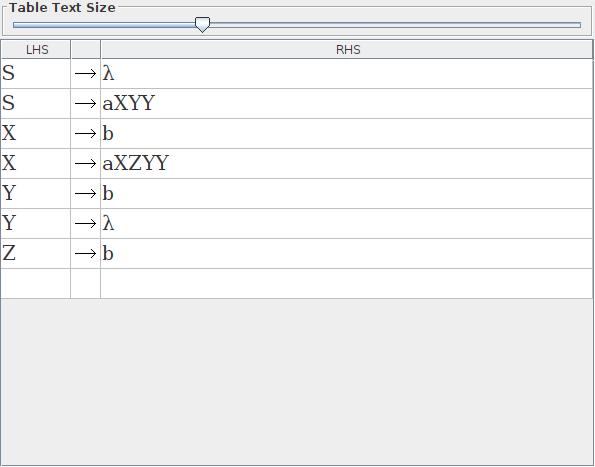 Table Text Size
LHS RHS
S → λ
S → aXYY
X → b
X → aXZYY
Y → b
Y → λ
Z → b